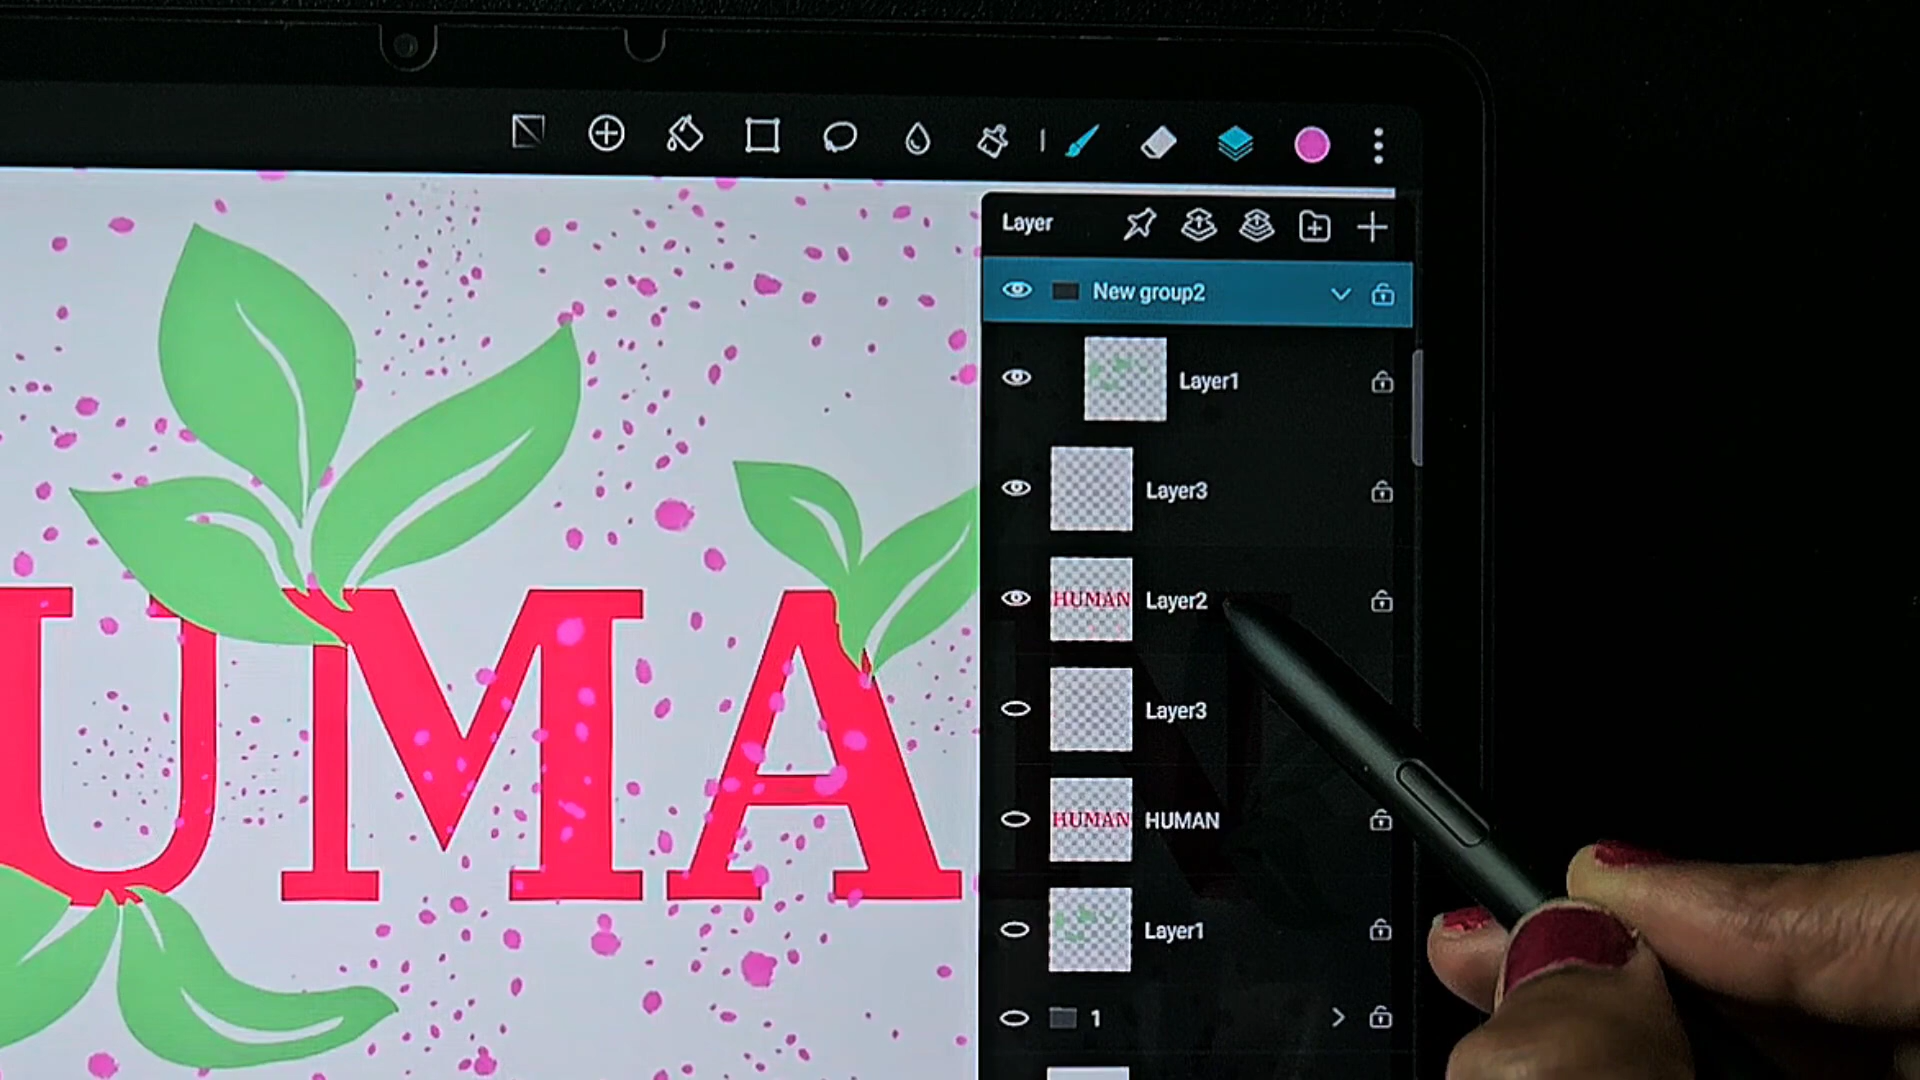 Layer
New group2
Layer1
Layer3
HUMAN Layer2
Layer3
HUMAN HUMAN
Layer1
1
UMA